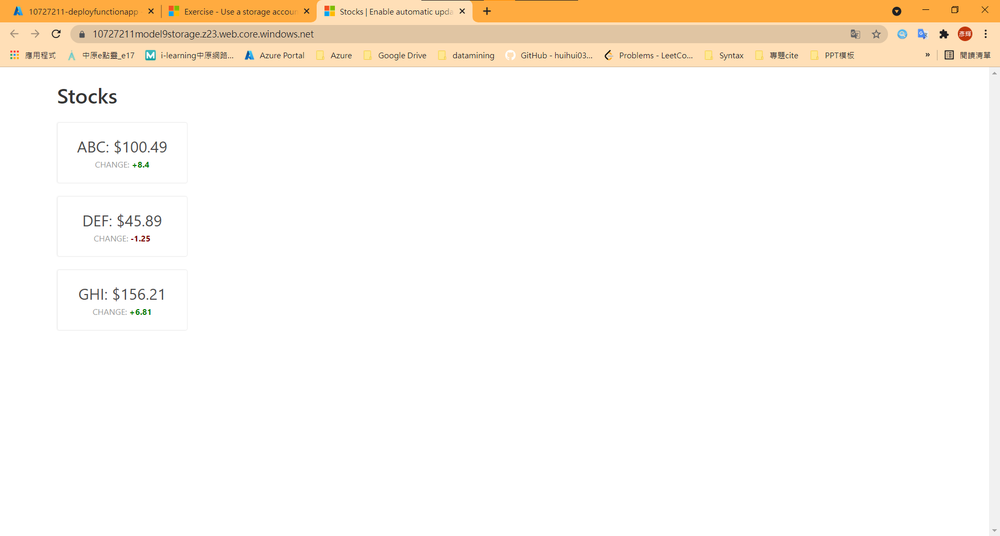 10727211-deployfunctionapp
Exercise - Use a storage accoun
Stocks | Enable automatic upda
10727211model9storage.z23.web.core.windows.net
彥輝
應用程式
中原e點靈_e17
i-learning中原網路...
Azure Portal
Azure
Google Drive
datamining
GitHub - huihui03...
Problems - LeetCo...
Syntax
專題cite
PPT模板
»
閱讀清單
Stocks
ABC: $100.49
CHANGE: +8.4
DEF: $45.89
CHANGE: -1.25
GHI: $156.21
CHANGE: +6.81